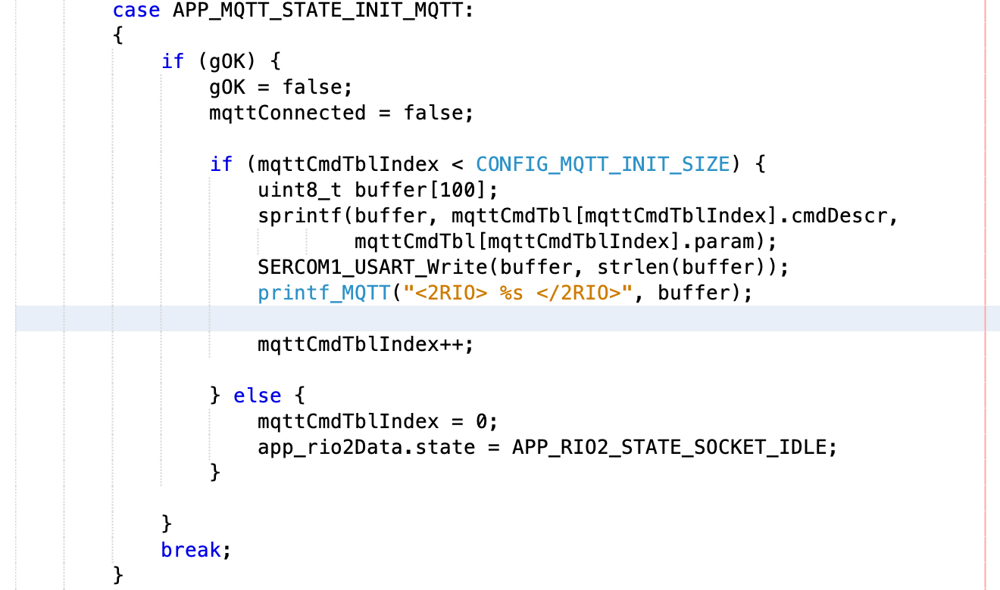 case APP_MQTT_STATE_INIT_MQTT:
{
if (gOK) {
gOK = false;
mqttConnected = false;
if (mqttCmdTblIndex < CONFIG_MQTT_INIT_SIZE) {
uint8_t buffer[100];
sprintf(buffer, mqttCmdTbl[mqttCmdTblIndex].cmdDescr,
mqttCmdTbl[mqttCmdTblIndex].param);
SERCOM1_USART_Write(buffer, strlen(buffer));
printf_MQTT("<2RIO> %s </2RIO>", buffer);
mqttCmdTblIndex++;
} else {
mqttCmdTblIndex = 0;
app_rio2Data.state = APP_RIO2_STATE_SOCKET_IDLE;
}
}
break;
}